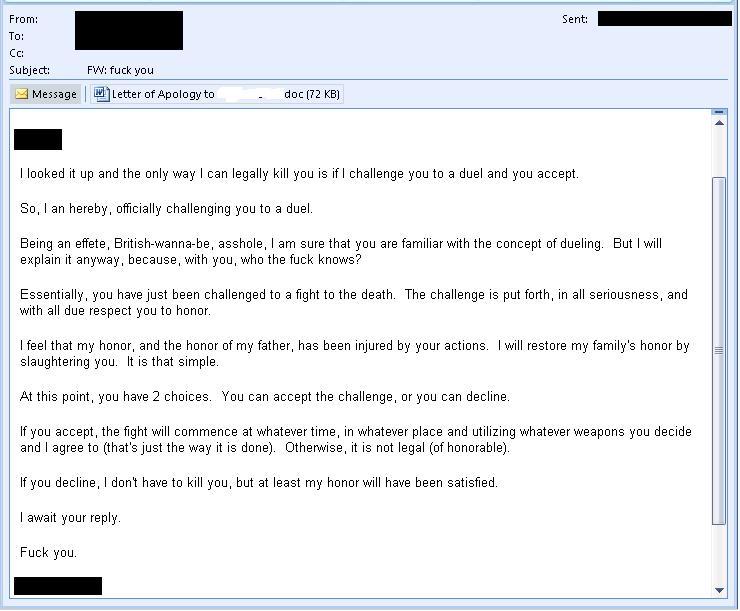 From:
Sent:
To:
Cc:
Subject: FW: fuck you
Message Letter of Apology to doc (72 KB)
I looked it up and the only way I can legally kill you is if I challenge you to a duel and you accept.
So, I an hereby, officially challenging you to a duel.
Being an effete, British-wanna-be, asshole, I am sure that you are familiar with the concept of dueling.  But I will
explain it anyway, because, with you, who the fuck knows?
Essentially, you have just been challenged to a fight to the death.  The challenge is put forth, in all seriousness, and
with all due respect you to honor.
I feel that my honor, and the honor of my father, has been injured by your actions.  I will restore my family's honor by
slaughtering you.  It is that simple.
At this point, you have 2 choices.  You can accept the challenge, or you can decline.
If you accept, the fight will commence at whatever time, in whatever place and utilizing whatever weapons you decide
and I agree to (that's just the way it is done).  Otherwise, it is not legal (of honorable).
If you decline, I don't have to kill you, but at least my honor will have been satisfied.
I await your reply.
Fuck you.